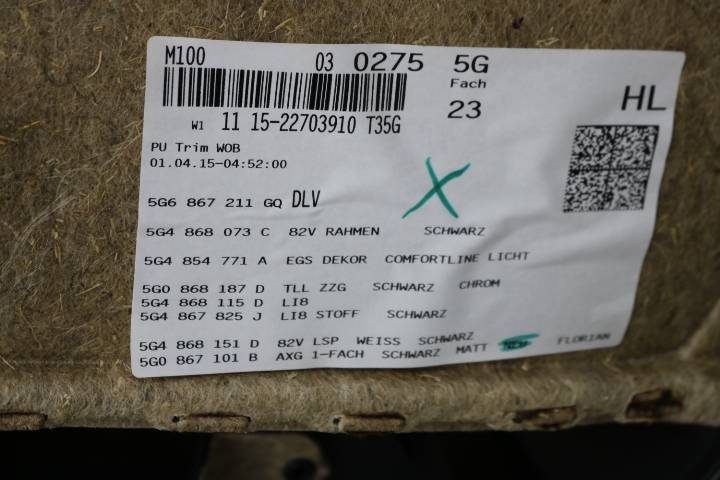 M100 03 0275 5G
Fach
23
HL
W1 11 15-22703910 T35G
PU Trim WOB
01.04.15-04:52:00
5G6 867 211 GQ DLV
5G4 868 073 C 82V RAHMEN SCHWARZ
5G4 854 771 A EGS DEKOR COMFORTLINE LICHT
5G0 868 187 D TLL ZZG SCHWARZ CHROM
5G4 868 115 D LI8
5G4 867 825 J LI8 STOFF SCHWARZ
5G4 868 151 D 82V LSP WEISS SCHWARZ
5G0 867 101 B AXG 1-FACH SCHWARZ MATT NEU FLORIAN